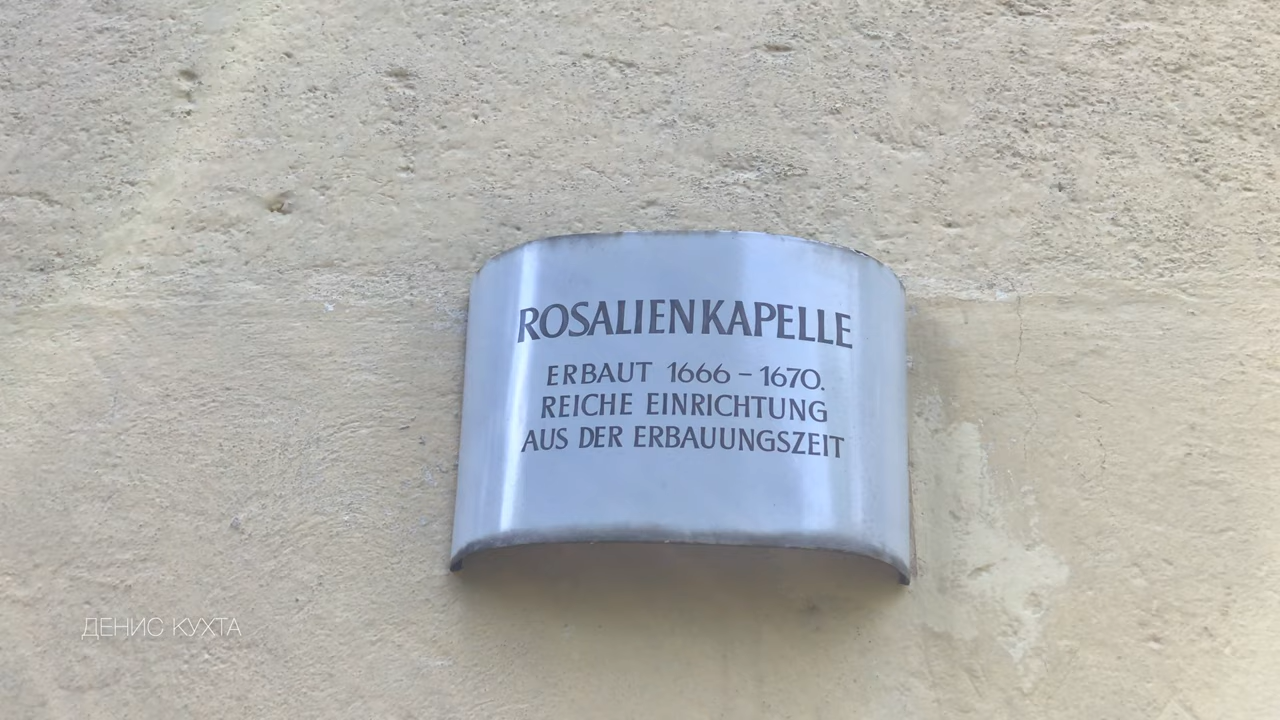 ROSALIENKAPELLE
ERBAUT 1666 – 1670.
REICHE EINRICHTUNG
AUS DER ERBAUUNGSZEIT
ДЕНИС КУХТА